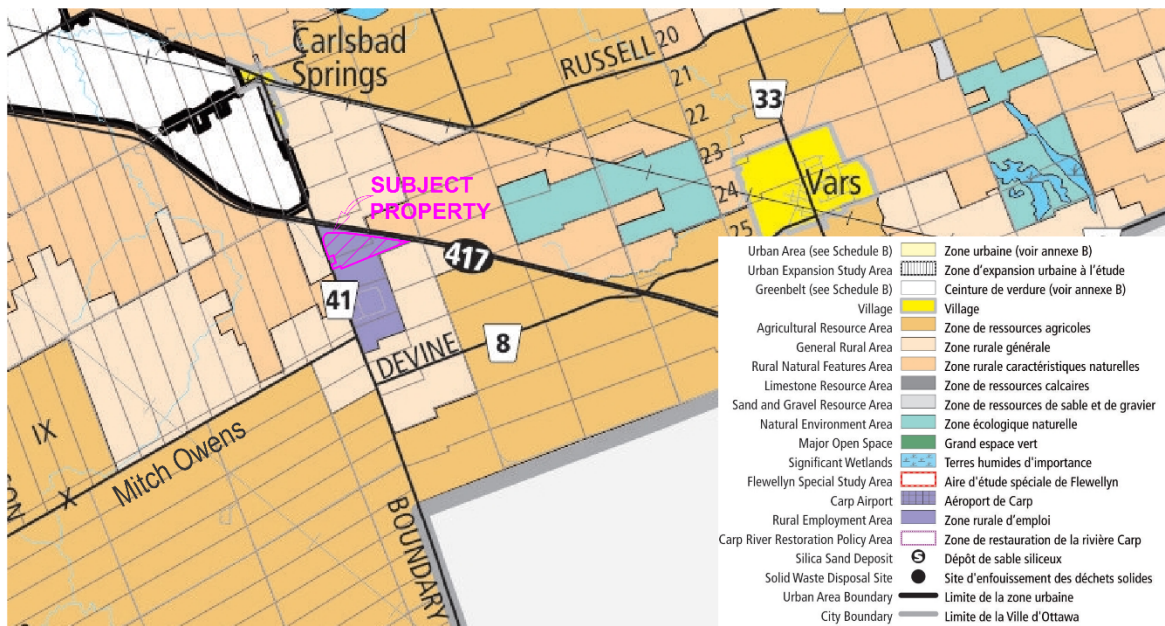 Carlsbad
Springs
RUSSELL
20
21
22
23
24
25
33
Vars
SUBJECT
PROPERTY
417
41
DEVINE
8
IX
X
Mitch Owens
BOUNDARY
Urban Area (see Schedule B) Zone urbaine (voir annexe B)
Urban Expansion Study Area Zone d'expansion urbaine à l'étude
Greenbelt (see Schedule B) Ceinture de verdure (voir annexe B)
Village Village
Agricultural Resource Area Zone de ressources agricoles
General Rural Area Zone rurale générale
Rural Natural Features Area Zone rurale caractéristiques naturelles
Limestone Resource Area Zone de ressources calcaires
Sand and Gravel Resource Area Zone de ressources de sable et de gravier
Natural Environment Area Zone écologique naturelle
Major Open Space Grand espace vert
Significant Wetlands Terres humides d'importance
Flewellyn Special Study Area Aire d'étude spéciale de Flewellyn
Carp Airport Aéroport de Carp
Rural Employment Area Zone rurale d'emploi
Carp River Restoration Policy Area Zone de restauration de la rivière Carp
Silica Sand Deposit S Dépôt de sable siliceux
Solid Waste Disposal Site Site d'enfouissement des déchets solides
Urban Area Boundary Limite de la zone urbaine
City Boundary Limite de la Ville d'Ottawa